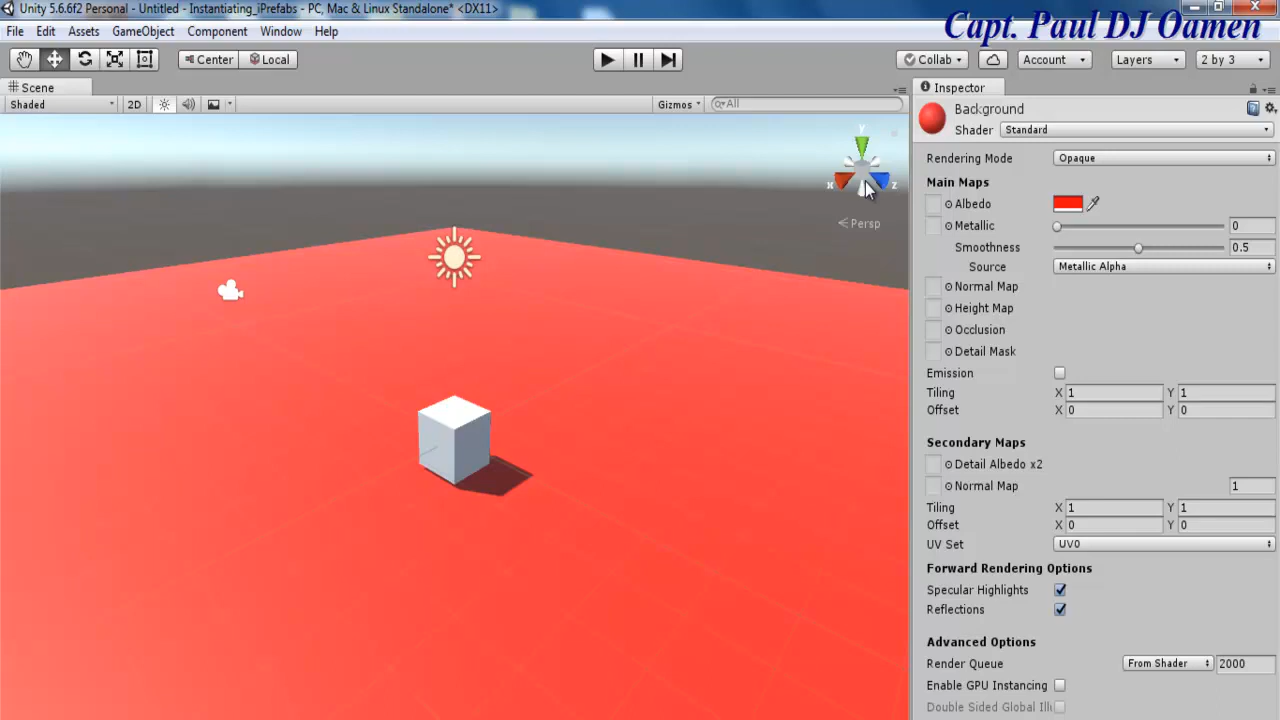 Unity 5.6.6f2 Personal - Untitled - Instantiating_iPrefabs - PC, Mac & Linux Standalone* <DX11>
Capt. Paul DJ Oamen
File Edit Assets GameObject Component Window Help
Center Local Collab Account Layers 2 by 3
Scene
Shaded 2D Gizmos All
Y
X Z
Persp
Inspector
Background
Shader Standard
Rendering Mode Opaque
Main Maps
Albedo
Metallic 0
Smoothness 0.5
Source Metallic Alpha
Normal Map
Height Map
Occlusion
Detail Mask
Emission
Tiling X 1 Y 1
Offset X 0 Y 0
Secondary Maps
Detail Albedo x2
Normal Map 1
Tiling X 1 Y 1
Offset X 0 Y 0
UV Set UV0
Forward Rendering Options
Specular Highlights
Reflections
Advanced Options
Render Queue From Shader 2000
Enable GPU Instancing
Double Sided Global Ill